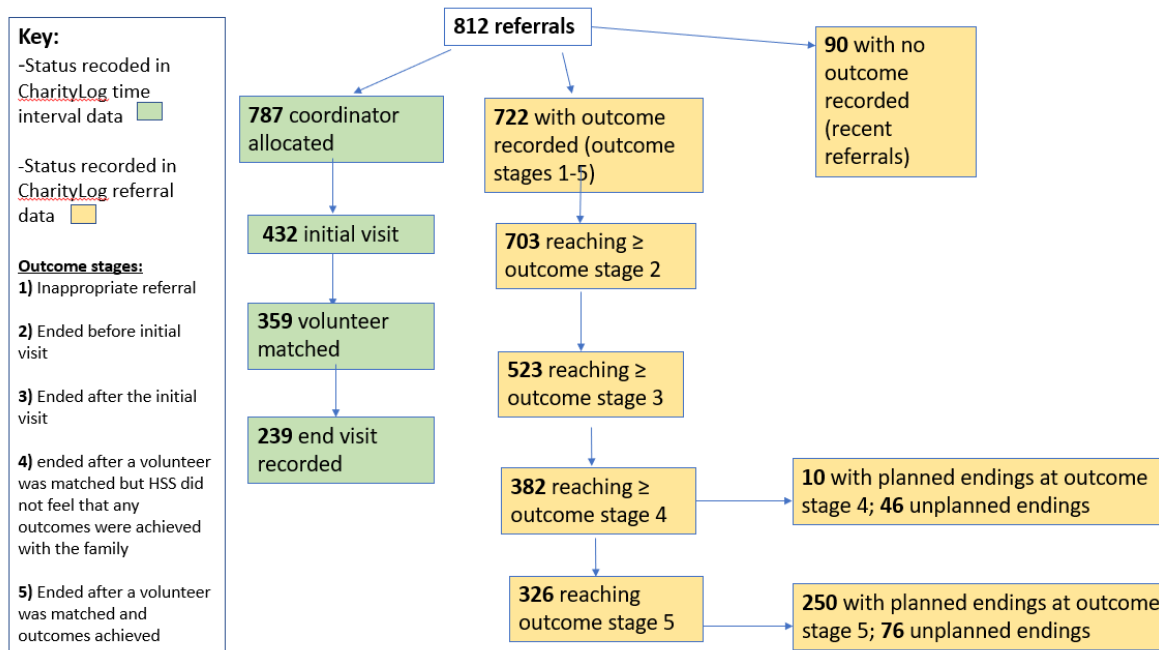 Key:
-Status recoded in
CharityLog time
interval data
-Status recorded in
CharityLog referral
data
Outcome stages:
1) Inappropriate referral
2) Ended before initial
visit
3) Ended after the initial
visit
4) ended after a volunteer
was matched but HSS did
not feel that any
outcomes were achieved
with the family
5) Ended after a volunteer
was matched and
outcomes achieved
812 referrals
787 coordinator
allocated
432 initial visit
359 volunteer
matched
239 end visit
recorded
722 with outcome
recorded (outcome
stages 1-5)
703 reaching ≥
outcome stage 2
523 reaching ≥
outcome stage 3
382 reaching ≥
outcome stage 4
326 reaching
outcome stage 5
90 with no
outcome
recorded
(recent
referrals)
10 with planned endings at outcome
stage 4; 46 unplanned endings
250 with planned endings at outcome
stage 5; 76 unplanned endings